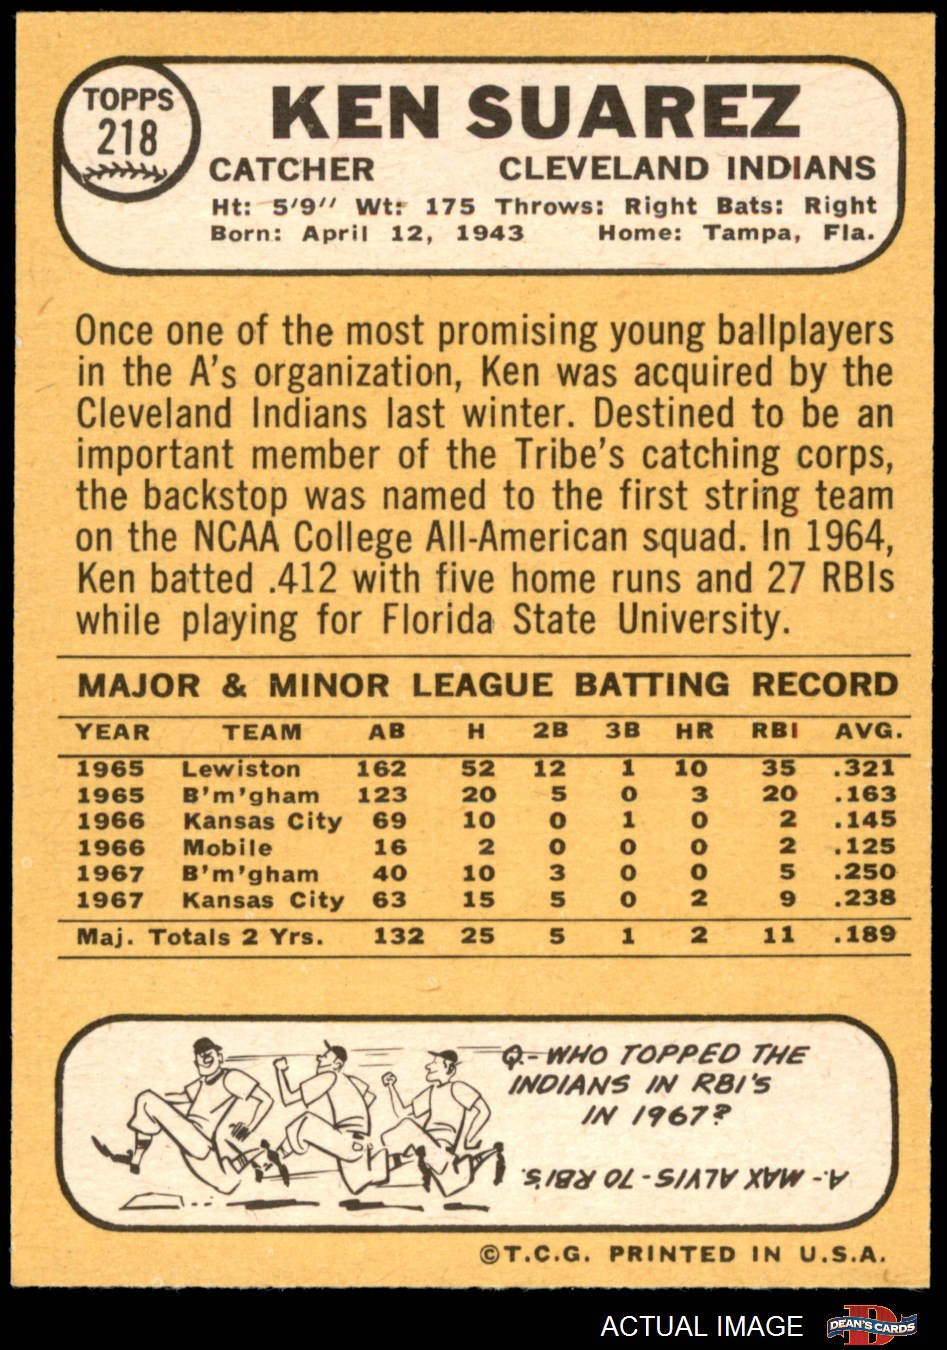 TOPPS
218
KEN SUAREZ
CATCHER CLEVELAND INDIANS
Ht: 5'9" Wt: 175 Throws: Right Bats: Right
Born: April 12, 1943 Home: Tampa, Fla.
Once one of the most promising young ballplayers
in the A's organization, Ken was acquired by the
Cleveland Indians last winter. Destined to be an
important member of the Tribe's catching corps,
the backstop was named to the first string team
on the NCAA College All-American squad. In 1964,
Ken batted .412 with five home runs and 27 RBIs
while playing for Florida State University.
MAJOR & MINOR LEAGUE BATTING RECORD
YEAR TEAM AB H 2B 3B HR RBI AVG.
1965 Lewiston 162 52 12 1 10 35 .321
1965 B'm'gham 123 20 5 0 3 20 .163
1966 Kansas City 69 10 0 1 0 2 .145
1966 Mobile 16 2 0 0 0 2 .125
1967 B'm'gham 40 10 3 0 0 5 .250
1967 Kansas City 63 15 5 0 2 9 .238
Maj. Totals 2 Yrs. 132 25 5 1 2 11 .189
Q-WHO TOPPED THE
INDIANS IN RBI'S
IN 1967?
A-. MAX ALVIS-70 RBI'S.
©T.C.G. PRINTED IN U.S.A.
ACTUAL IMAGE
D
DEAN'S CARDS